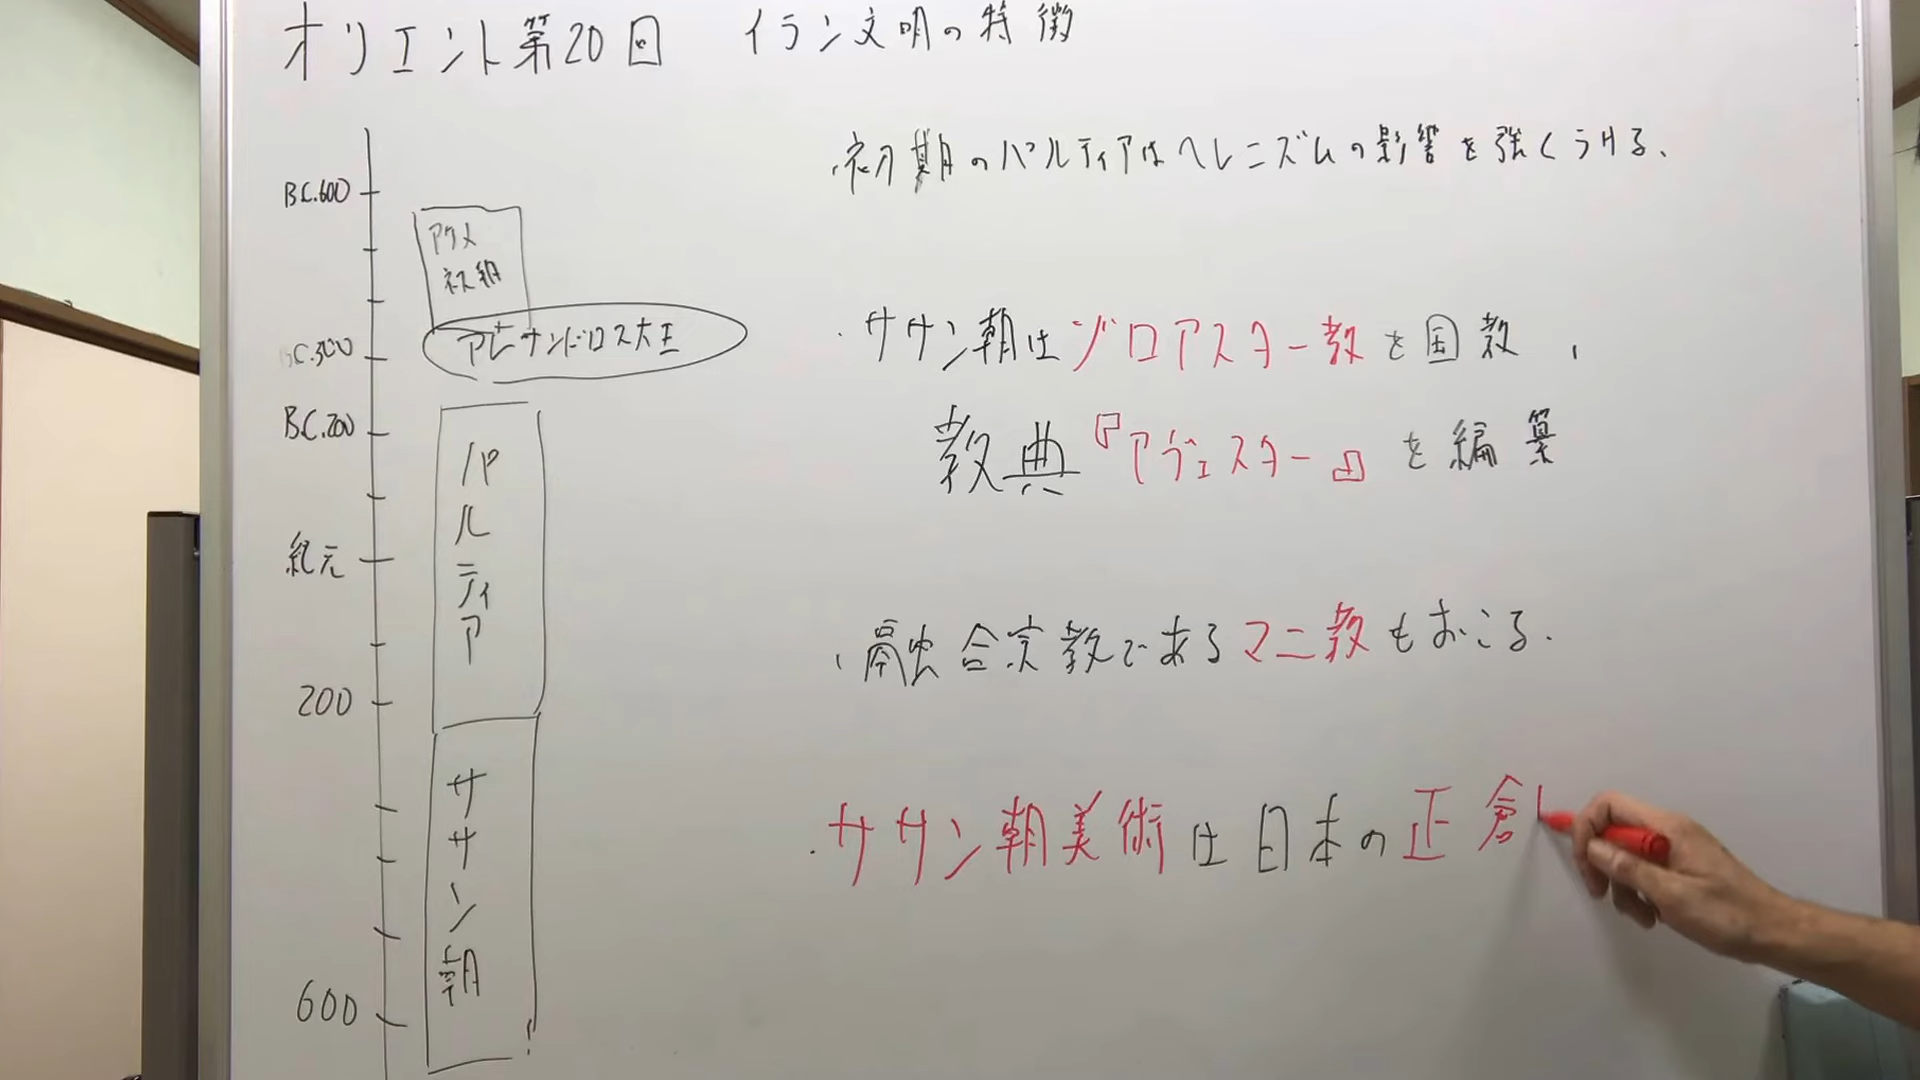 オリエント第20回 イラン文明の特徴
・初期のパルティアはヘレニズムの影響を強くうける、
BC.600
アケメネス朝
BC.300
アレサンドロス大王
・ササン朝はゾロアスター教を国教、
教典『アヴェスター』を編纂
BC.200
パルティア
紀元
・融合宗教であるマニ教もおこる.
200
ササン朝
・ササン朝美術は日本の正倉
600